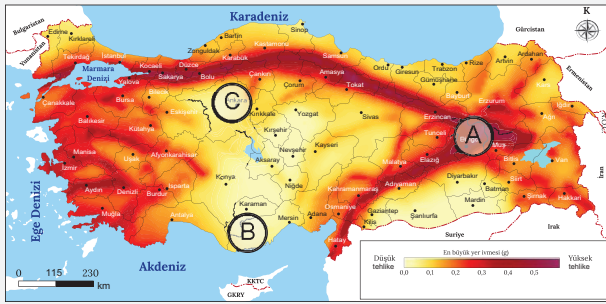 Karadeniz
K
Bulgaristan
Yunanistan
Gürcistan
Ermenistan
İran
Irak
Suriye
Marmara
Denizi
Ege Denizi
Akdeniz
KKTC
GKRY
Edirne
Kırklareli
Tekirdağ
İstanbul
Kocaeli
Yalova
Sakarya
Düzce
Bolu
Zonguldak
Bartın
Karabük
Kastamonu
Sinop
Samsun
Çankırı
Çorum
Amasya
Tokat
Ordu
Giresun
Trabzon
Rize
Artvin
Ardahan
Kars
Iğdır
Ağrı
Gümüşhane
Bayburt
Erzurum
Erzincan
Tunceli
Bingöl
Muş
Bitlis
Van
Elazığ
Malatya
Sivas
Yozgat
Kırıkkale
Ankara
Kırşehir
Nevşehir
Kayseri
Aksaray
Niğde
Konya
Karaman
Mersin
Adana
Osmaniye
Hatay
Kahramanmaraş
Adıyaman
Gaziantep
Kilis
Şanlıurfa
Diyarbakır
Batman
Mardin
Siirt
Şırnak
Hakkari
Çanakkale
Balıkesir
Bursa
Bilecik
Eskişehir
Kütahya
Manisa
İzmir
Uşak
Afyonkarahisar
Aydın
Denizli
Burdur
Isparta
Muğla
Antalya
A
B
C
0 115 230
km
En büyük yer ivmesi (g)
Düşük
tehlike
0,0 0,1 0,2 0,3 0,4 0,5
Yüksek
tehlike